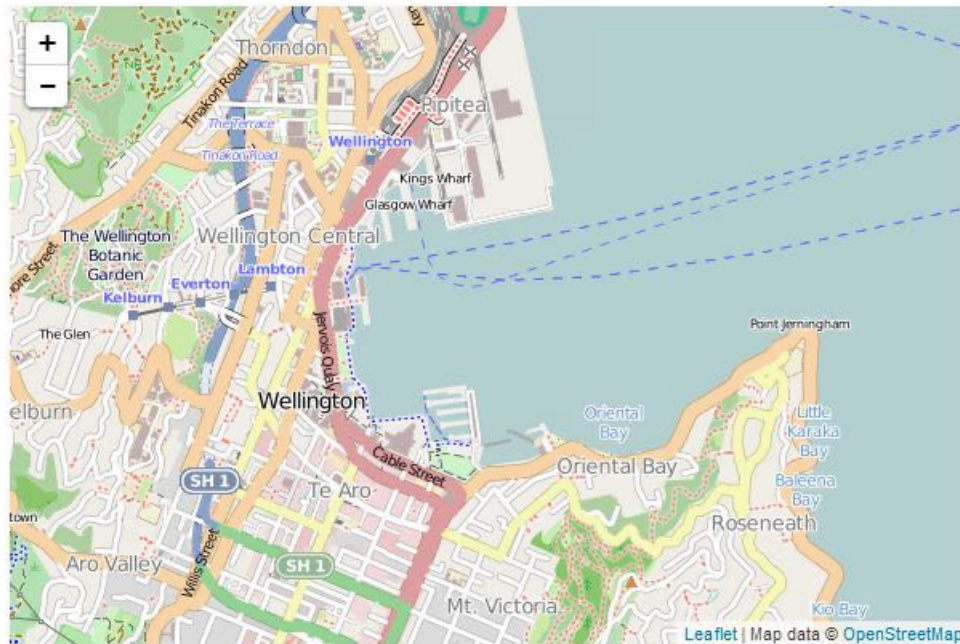 +
−
Thorndon
Quay
Tinakori Road
The Terrace
Tinakori Road
Pipitea
Wellington
Kings Wharf
Glasgow Wharf
The Wellington
Botanic
Garden
Wellington Central
Lambton
Everton
Kelburn
The Glen
Jervois Quay
Point Jerningham
Wellington
elburn
Oriental
Bay
Little
Karaka
Bay
Cable Street
Oriental Bay
Baleena
Bay
SH 1
Te Aro
Roseneath
town
Aro Valley
Willis Street
SH 1
Mt. Victoria
Kio Bay
Leaflet | Map data © OpenStreetMap